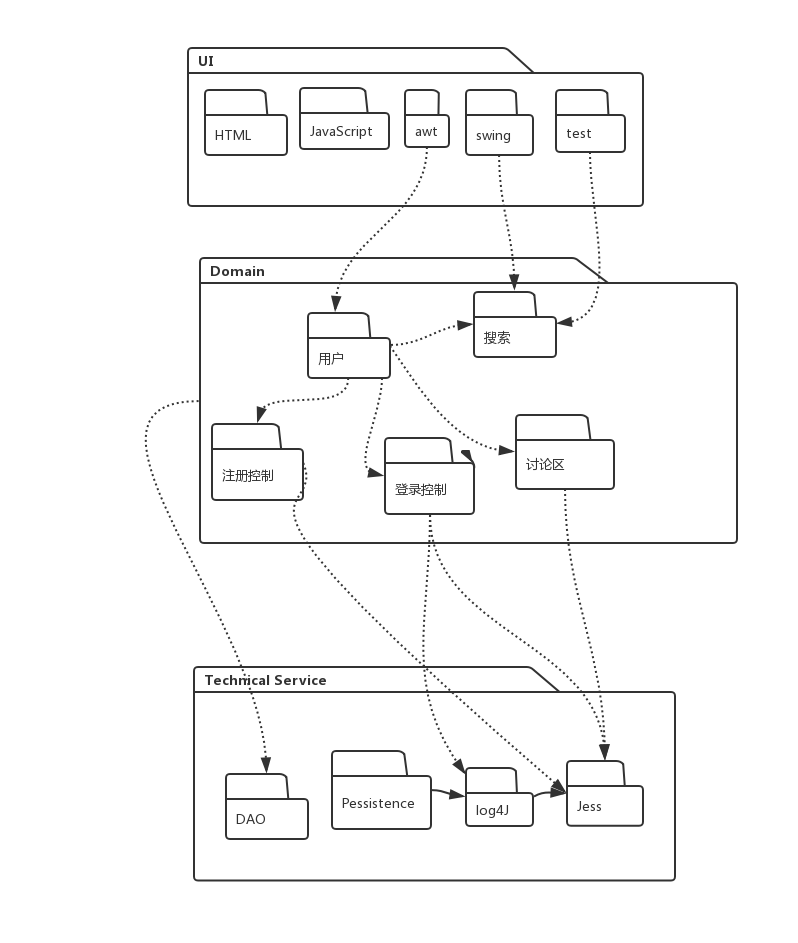 UI
HTML
JavaScript
awt
swing
test
Domain
用户
搜索
注册控制
登录控制
讨论区
Technical Service
DAO
Pessistence
log4J
Jess